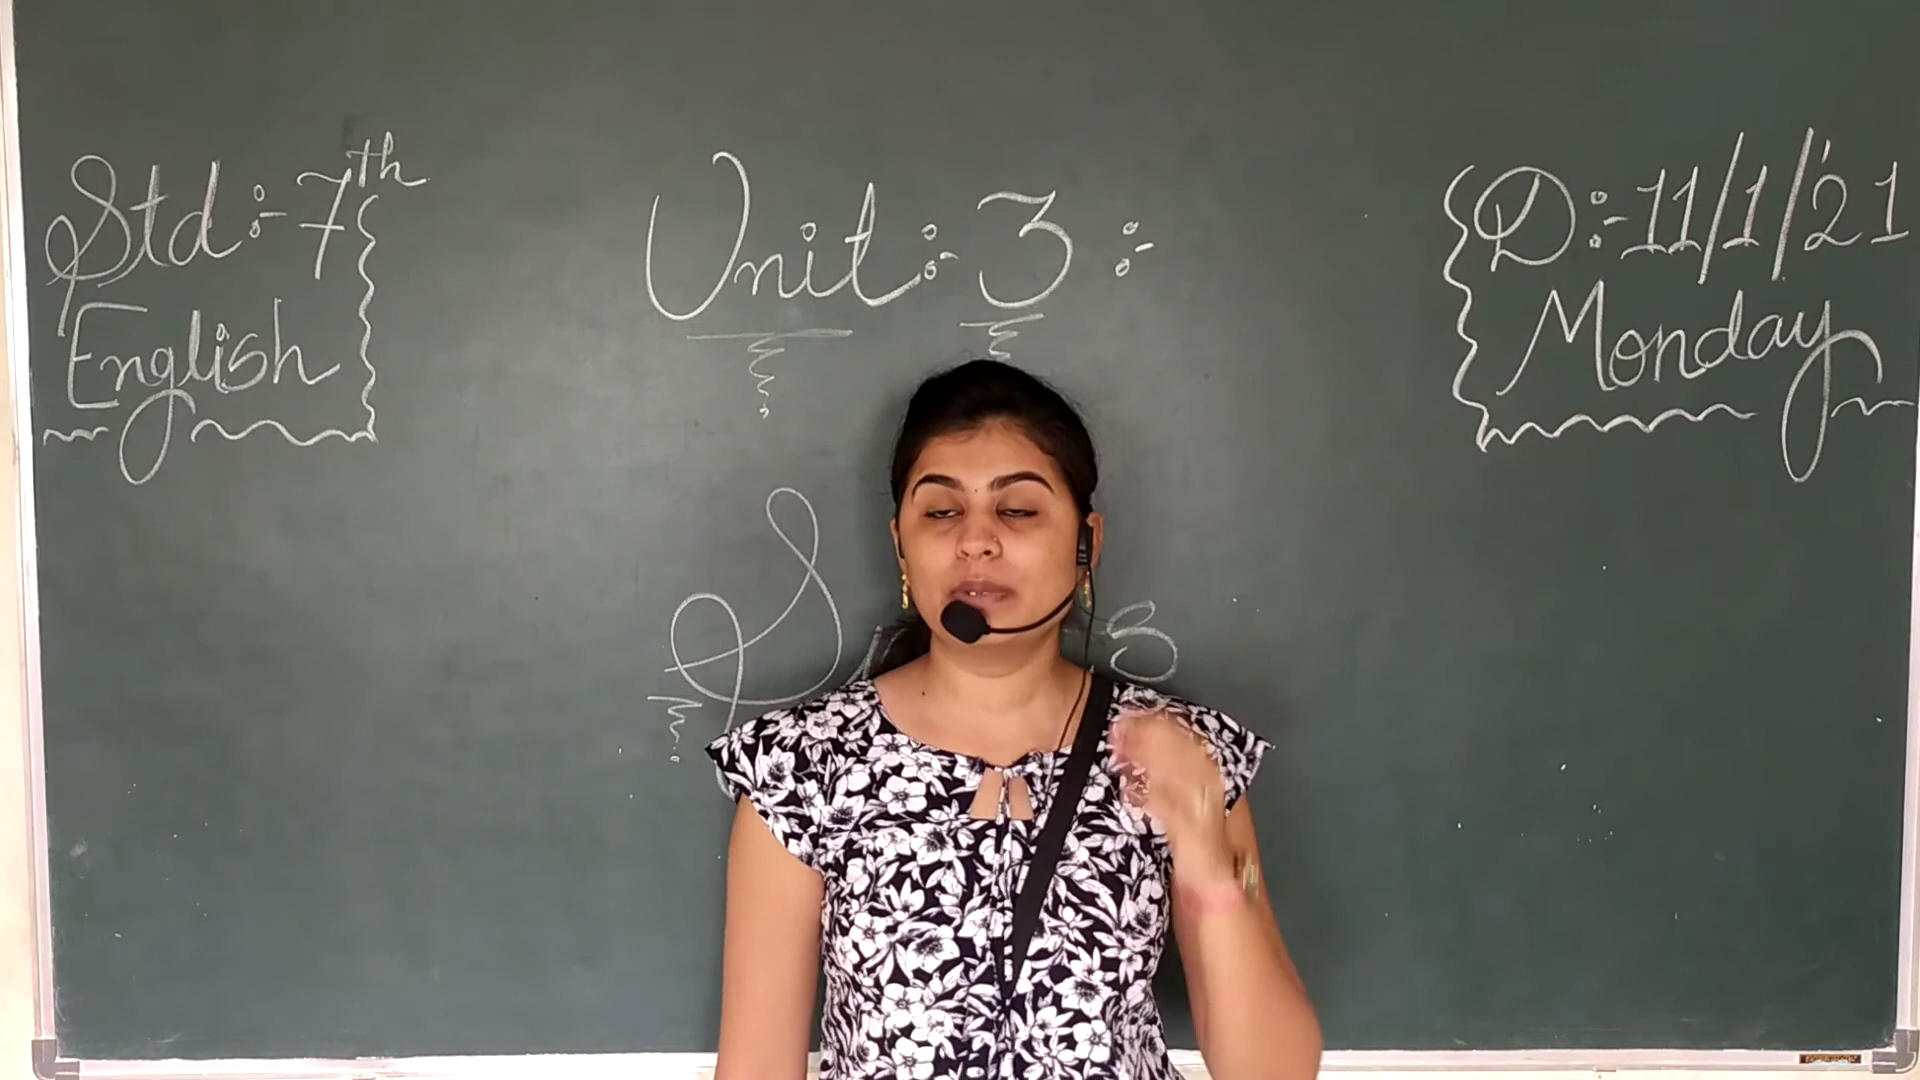 Std:- 7th
English
Unit:- 3 :-
D:- 11/1/'21
Monday